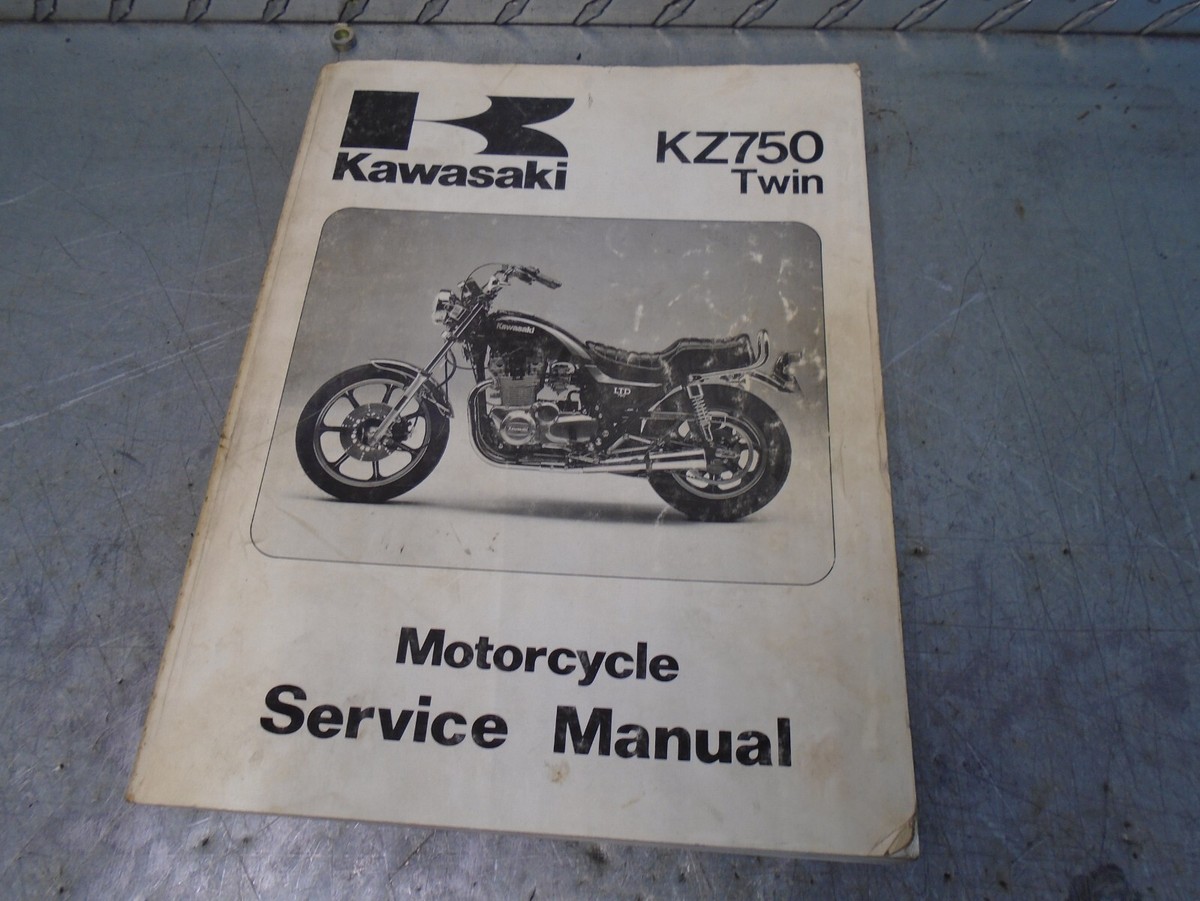 Kawasaki
KZ750
Twin
Kawasaki
LTD
Motorcycle
Service Manual